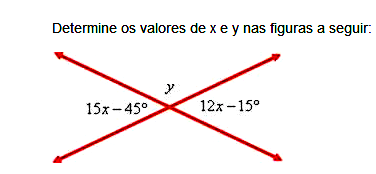 Determine os valores de x e y nas figuras a seguir:
y
15x – 45° 12x – 15°